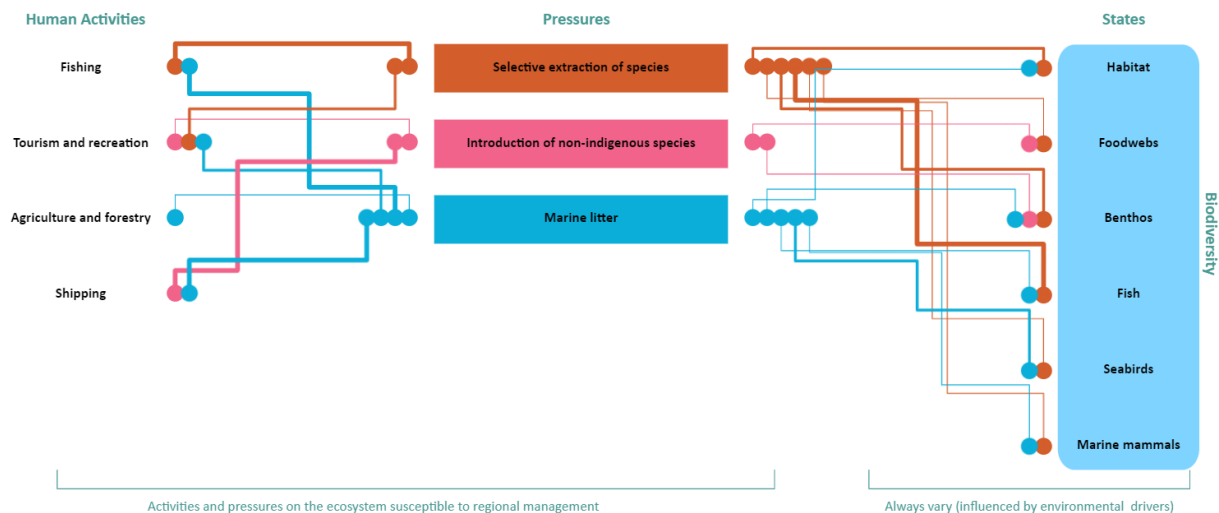 Human Activities
Pressures
States
Fishing
Selective extraction of species
Habitat
Tourism and recreation
Introduction of non-indigenous species
Foodwebs
Agriculture and forestry
Marine litter
Benthos
Biodiversity
Shipping
Fish
Seabirds
Marine mammals
Activities and pressures on the ecosystem susceptible to regional management
Always vary (influenced by environmental drivers)